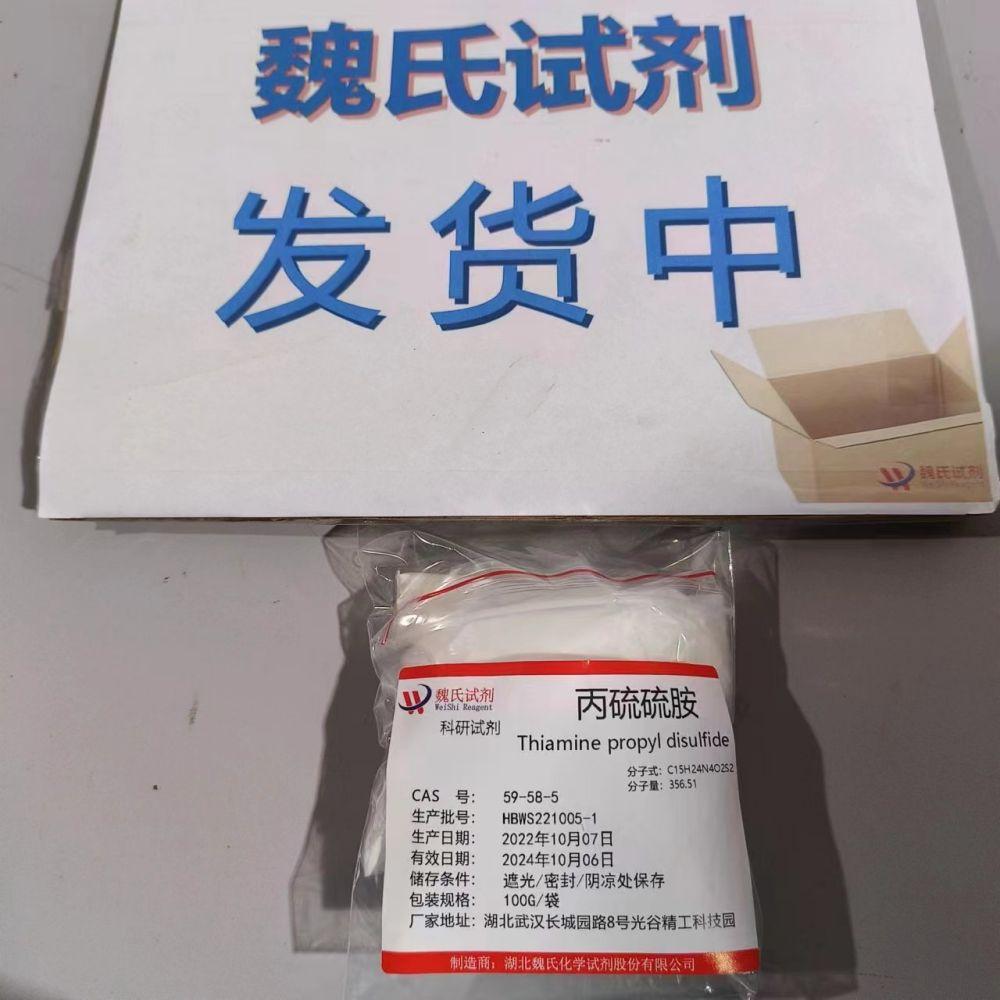 魏氏试剂
发货中
魏氏试剂
WeiShi Reagent
魏氏试剂
WeiShi Reagent
科研试剂
丙硫硫胺
Thiamine propyl disulfide
分子式: C15H24N4O2S2
分子量: 356.51
CAS 号: 59-58-5
生产批号: HBWS221005-1
生产日期: 2022年10月07日
有效日期: 2024年10月06日
储存条件: 遮光/密封/阴凉处保存
包装规格: 100G/袋
厂家地址: 湖北武汉长城园路8号光谷精工科技园
制造商: 湖北魏氏化学试剂股份有限公司